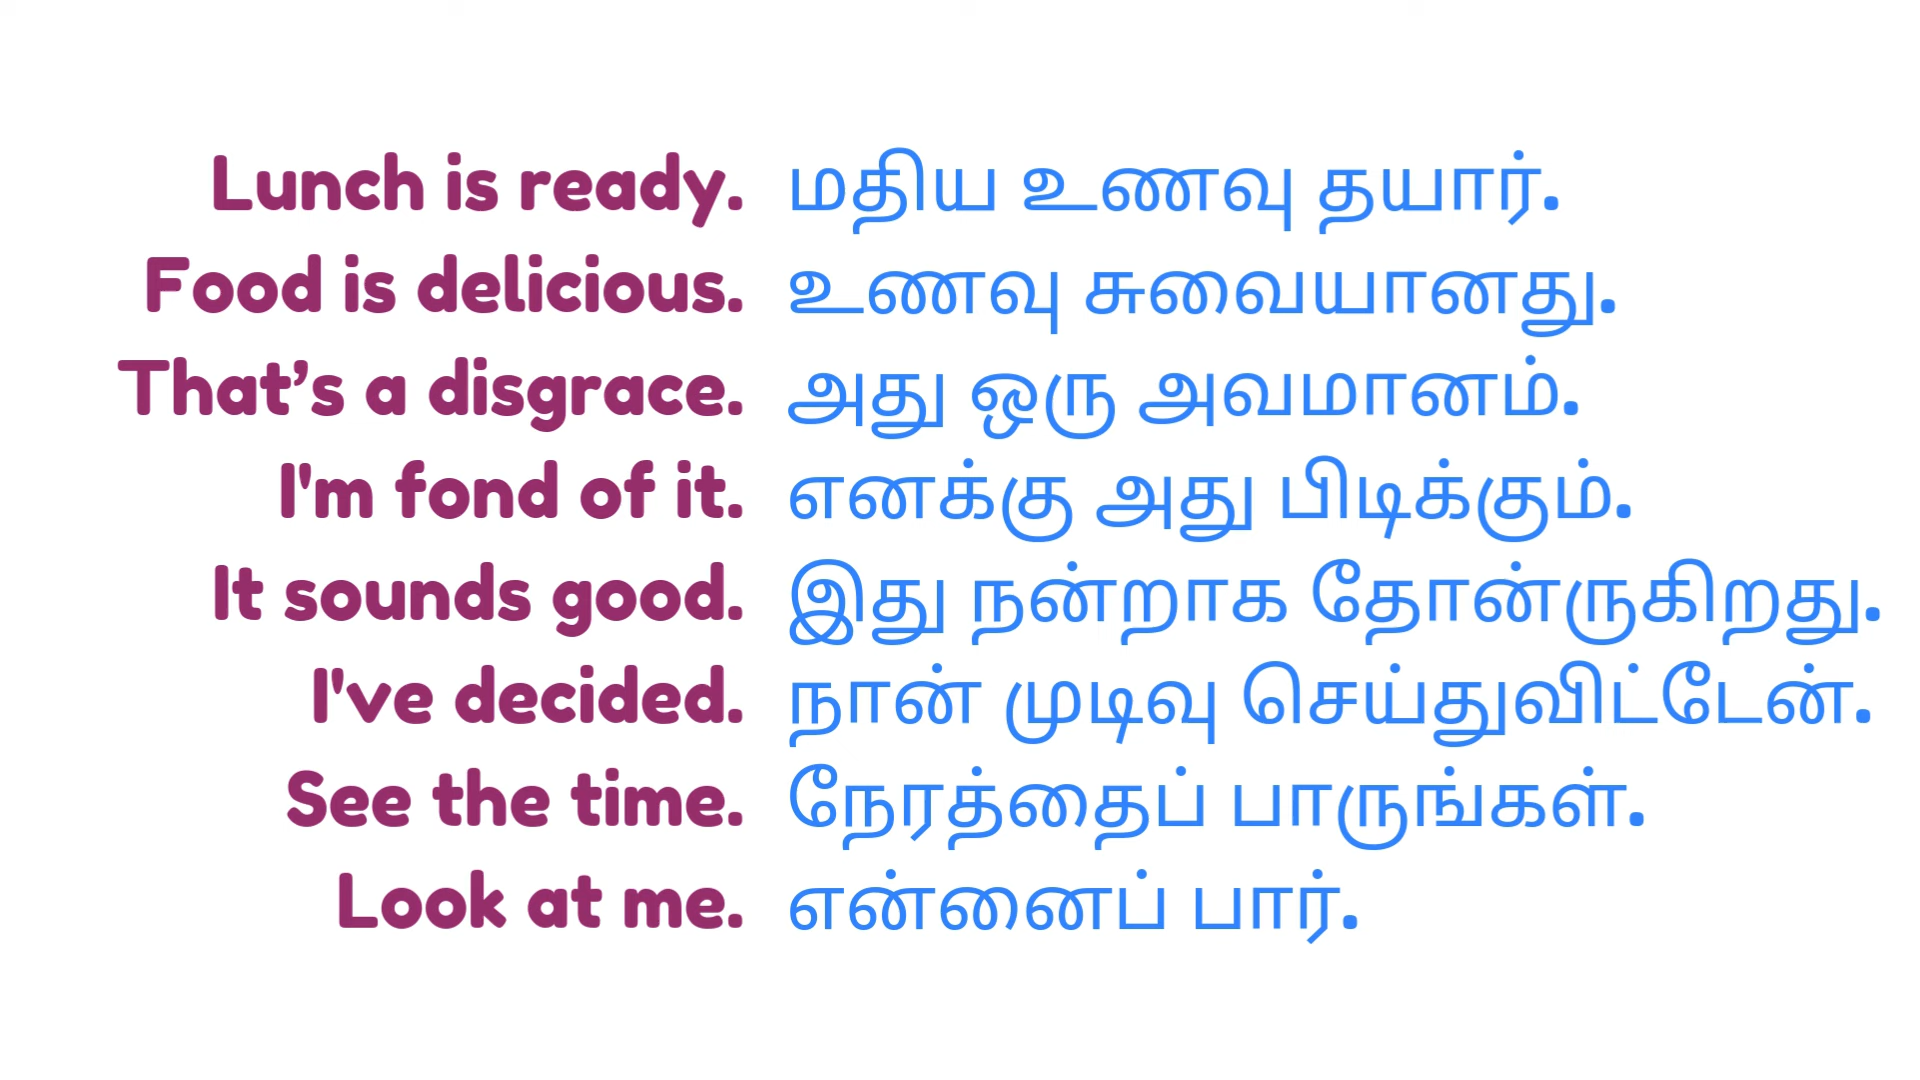 Lunch is ready. மதிய உணவு தயார்.
Food is delicious. உணவு சுவையானது.
That’s a disgrace. அது ஒரு அவமானம்.
I'm fond of it. எனக்கு அது பிடிக்கும்.
It sounds good. இது நன்றாக தோன்ருகிறது.
I've decided. நான் முடிவு செய்துவிட்டேன்.
See the time. நேரத்தைப் பாருங்கள்.
Look at me. என்னைப் பார்.